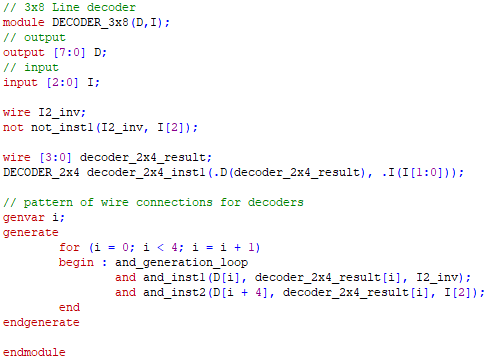 // 3x8 Line decoder
module DECODER_3x8(D,I);
// output
output [7:0] D;
// input
input [2:0] I;
wire I2_inv;
not not_inst1(I2_inv, I[2]);
wire [3:0] decoder_2x4_result;
DECODER_2x4 decoder_2x4_inst1(.D(decoder_2x4_result), .I(I[1:0]));
// pattern of wire connections for decoders
genvar i;
generate
for (i = 0; i < 4; i = i + 1)
begin : and_generation_loop
and and_inst1(D[i], decoder_2x4_result[i], I2_inv);
and and_inst2(D[i + 4], decoder_2x4_result[i], I[2]);
end
endgenerate
endmodule